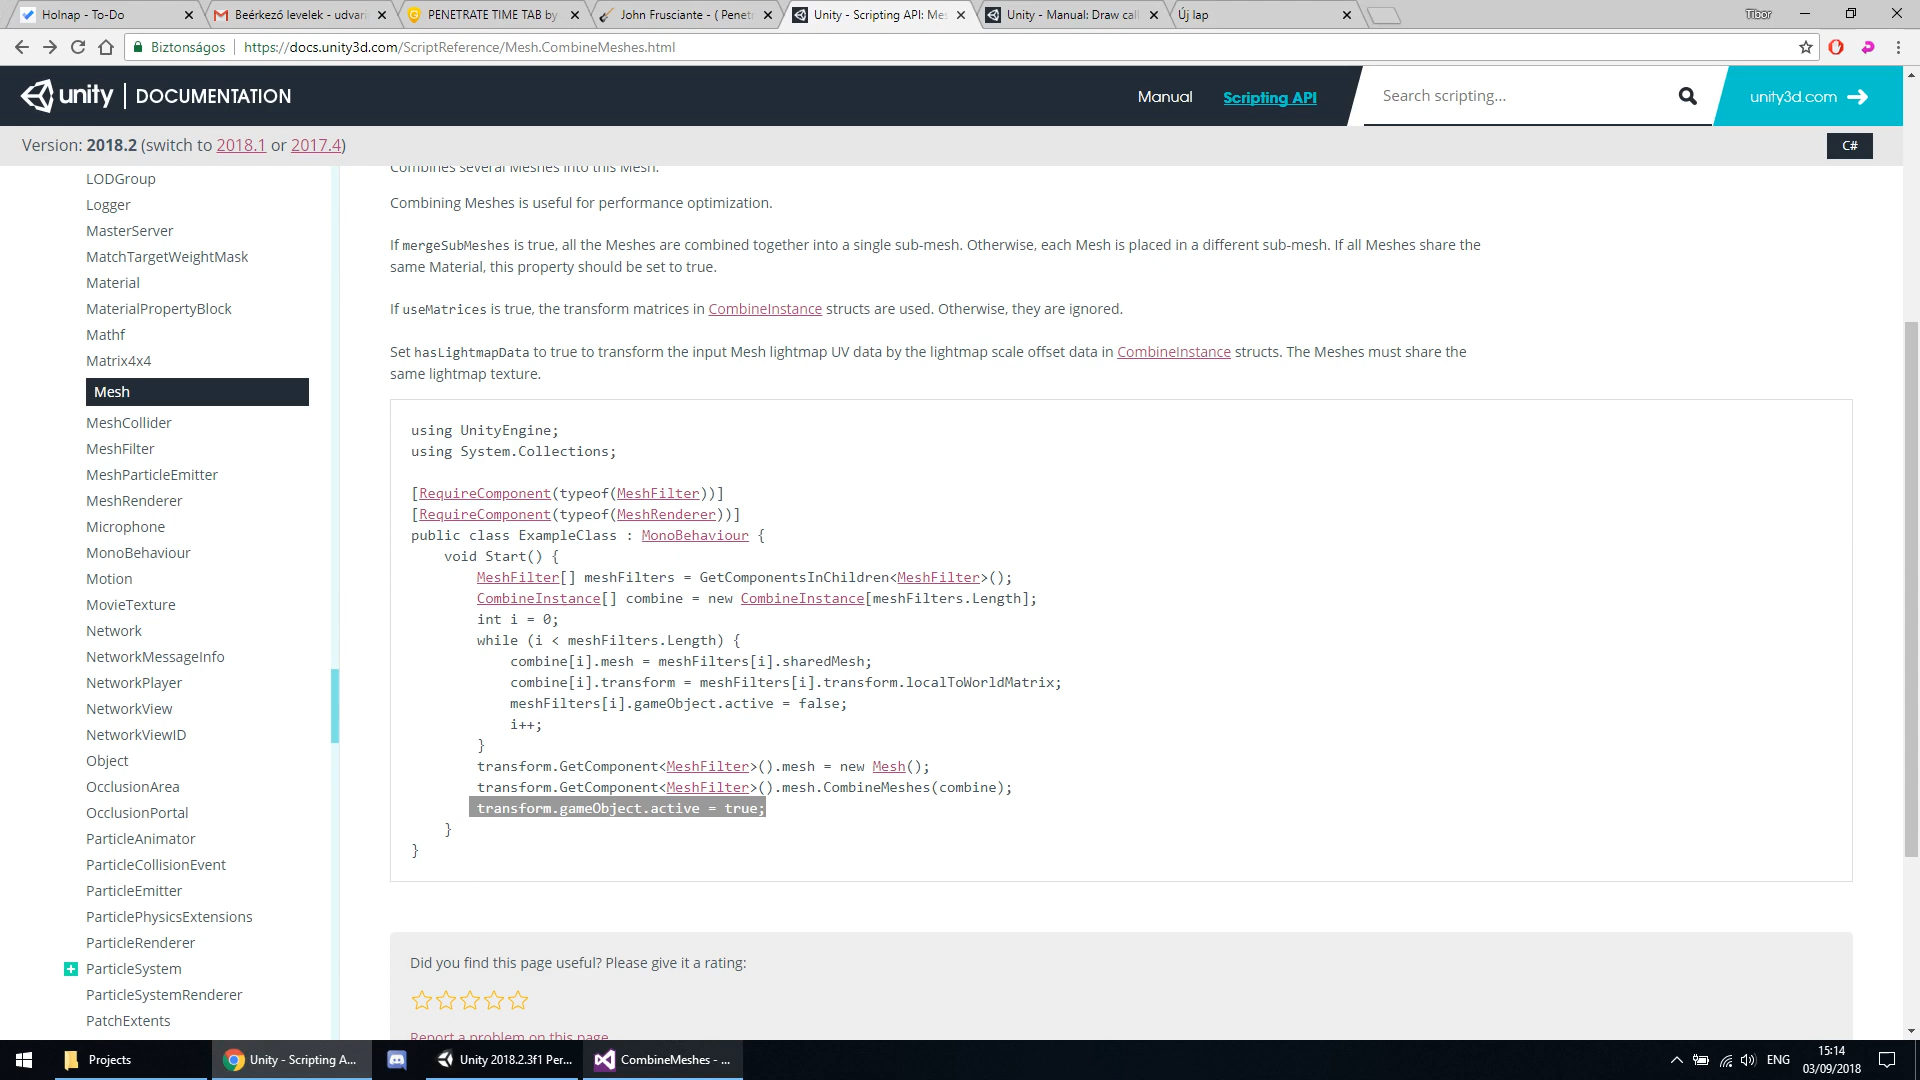 Holnap - To-Do
Beérkező levelek - udvari
PENETRATE TIME TAB by
John Frusciante - ( Penet
Unity - Scripting API: Me
Unity - Manual: Draw cal
Új lap
Tibor
Biztonságos
https://docs.unity3d.com/ScriptReference/Mesh.CombineMeshes.html
unity | DOCUMENTATION
Manual
Scripting API
Search scripting...
unity3d.com
Version: 2018.2 (switch to 2018.1 or 2017.4)
C#
LODGroup
Logger
MasterServer
MatchTargetWeightMask
Material
MaterialPropertyBlock
Mathf
Matrix4x4
Mesh
MeshCollider
MeshFilter
MeshParticleEmitter
MeshRenderer
Microphone
MonoBehaviour
Motion
MovieTexture
Network
NetworkMessageInfo
NetworkPlayer
NetworkView
NetworkViewID
Object
OcclusionArea
OcclusionPortal
ParticleAnimator
ParticleCollisionEvent
ParticleEmitter
ParticlePhysicsExtensions
ParticleRenderer
ParticleSystem
ParticleSystemRenderer
PatchExtents
Combines several Meshes into this Mesh.
Combining Meshes is useful for performance optimization.
If mergeSubMeshes is true, all the Meshes are combined together into a single sub-mesh. Otherwise, each Mesh is placed in a different sub-mesh. If all Meshes share the
same Material, this property should be set to true.
If useMatrices is true, the transform matrices in CombineInstance structs are used. Otherwise, they are ignored.
Set hasLightmapData to true to transform the input Mesh lightmap UV data by the lightmap scale offset data in CombineInstance structs. The Meshes must share the
same lightmap texture.
using UnityEngine;
using System.Collections;
[RequireComponent(typeof(MeshFilter))]
[RequireComponent(typeof(MeshRenderer))]
public class ExampleClass : MonoBehaviour {
void Start() {
MeshFilter[] meshFilters = GetComponentsInChildren<MeshFilter>();
CombineInstance[] combine = new CombineInstance[meshFilters.Length];
int i = 0;
while (i < meshFilters.Length) {
combine[i].mesh = meshFilters[i].sharedMesh;
combine[i].transform = meshFilters[i].transform.localToWorldMatrix;
meshFilters[i].gameObject.active = false;
i++;
}
transform.GetComponent<MeshFilter>().mesh = new Mesh();
transform.GetComponent<MeshFilter>().mesh.CombineMeshes(combine);
transform.gameObject.active = true;
}
}
Did you find this page useful? Please give it a rating:
Report a problem on this page
Projects
Unity - Scripting A...
Unity 2018.2.3f1 Per...
CombineMeshes - ...
ENG
15:14
03/09/2018